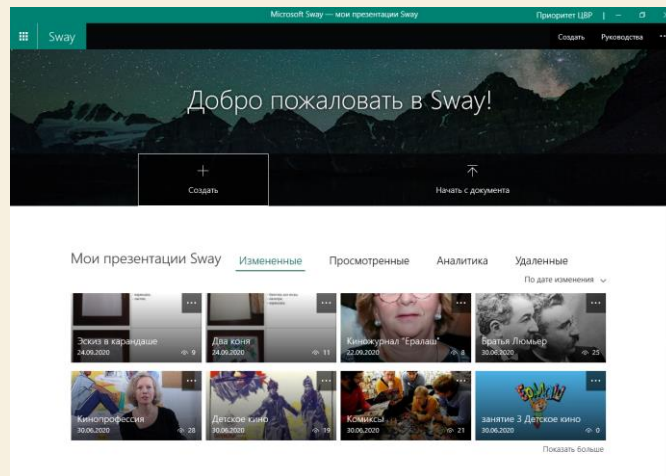 Microsoft Sway — мои презентации Sway
Приоритет ЦВР
Sway
Создать
Руководства
Добро пожаловать в Sway!
Создать
Начать с документа
Мои презентации Sway
Измененные
Просмотренные
Аналитика
Удаленные
По дате изменения
Эскиз в карандаше
24.09.2020
9
Два коня
24.09.2020
11
Киножурнал "Ералаш"
22.09.2020
8
Братья Люмьер
30.06.2020
25
Кинопрофессия
30.06.2020
28
Детское кино
30.06.2020
19
Комиксы
30.06.2020
21
занятие 3 Детское кино
30.06.2020
0
Показать больше